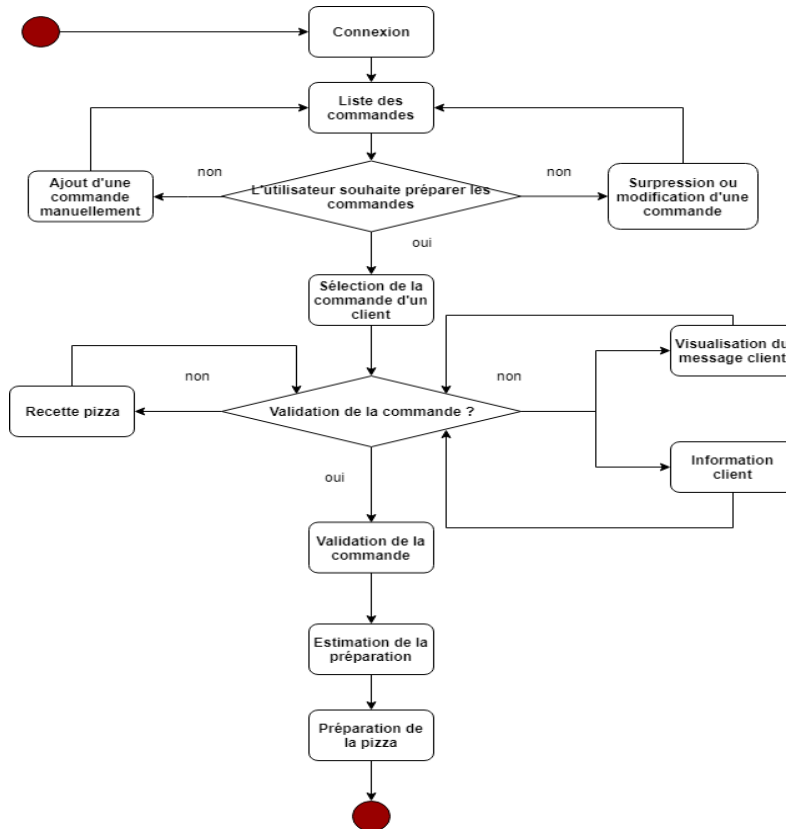 Connexion
Liste des
commandes
non
non
Ajout d'une
commande
manuellement
L'utilisateur souhaite préparer les
commandes
Surpression ou
modification d'une
commande
oui
Sélection de la
commande d'un
client
Visualisation du
message client
non
non
Recette pizza
Validation de la commande ?
Information
client
oui
Validation de la
commande
Estimation de la
préparation
Préparation de
la pizza